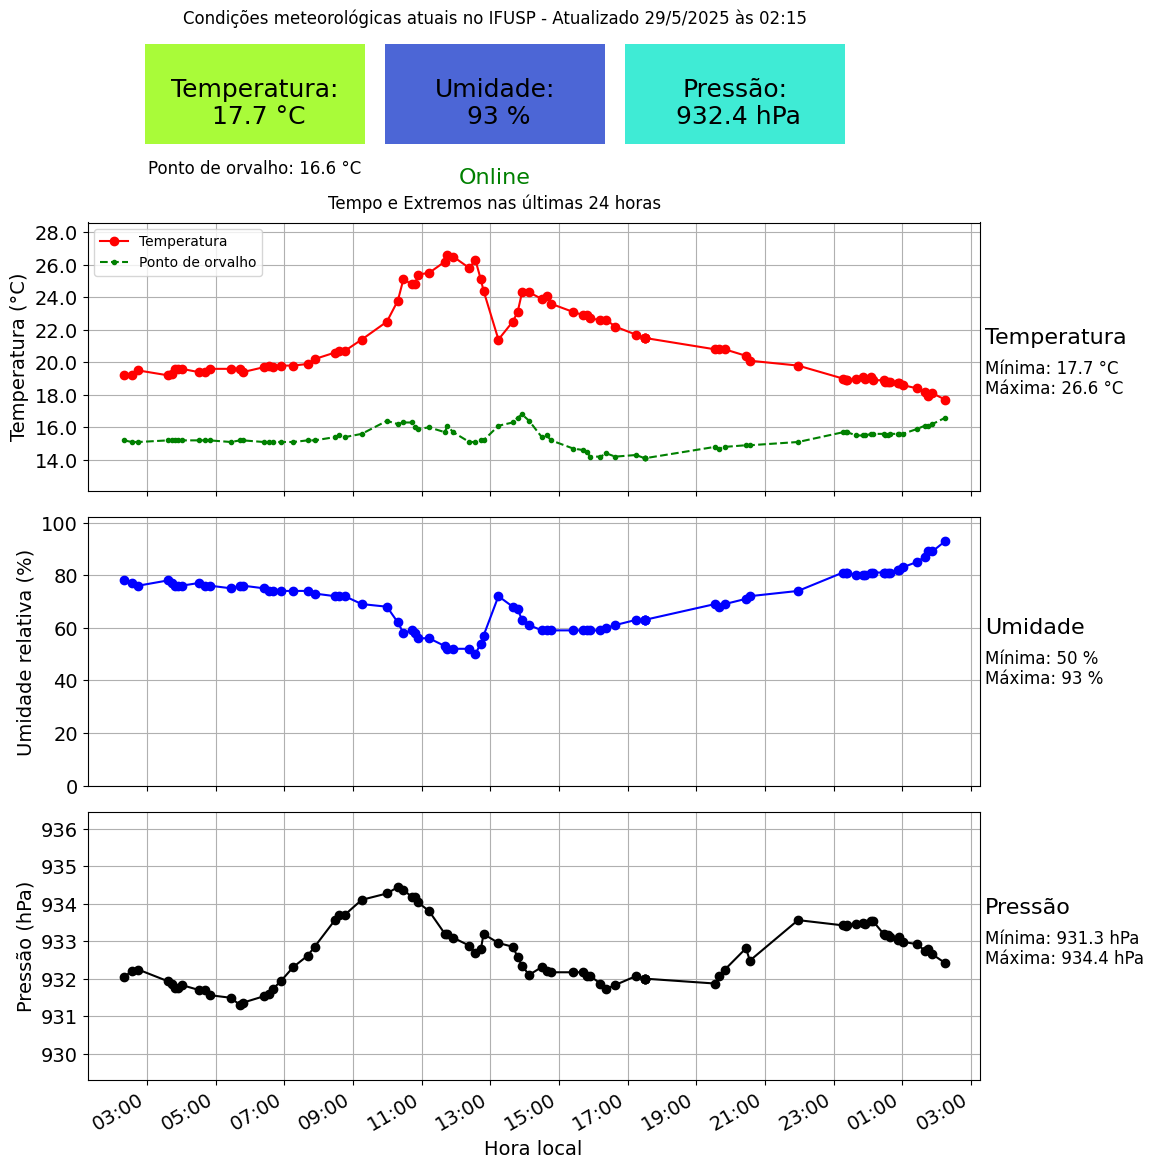 Condições meteorológicas atuais no IFUSP - Atualizado 29/5/2025 às 02:15
Temperatura:
17.7 °C
Umidade:
93 %
Pressão:
932.4 hPa
Ponto de orvalho: 16.6 °C
Online
Tempo e Extremos nas últimas 24 horas
Temperatura (°C)
28.0
26.0
24.0
22.0
20.0
18.0
16.0
14.0
Temperatura
Ponto de orvalho
Temperatura
Mínima: 17.7 °C
Máxima: 26.6 °C
Umidade relativa (%)
100
80
60
40
20
0
Umidade
Mínima: 50 %
Máxima: 93 %
Pressão (hPa)
936
935
934
933
932
931
930
Pressão
Mínima: 931.3 hPa
Máxima: 934.4 hPa
03:00 05:00 07:00 09:00 11:00 13:00 15:00 17:00 19:00 21:00 23:00 01:00 03:00
Hora local